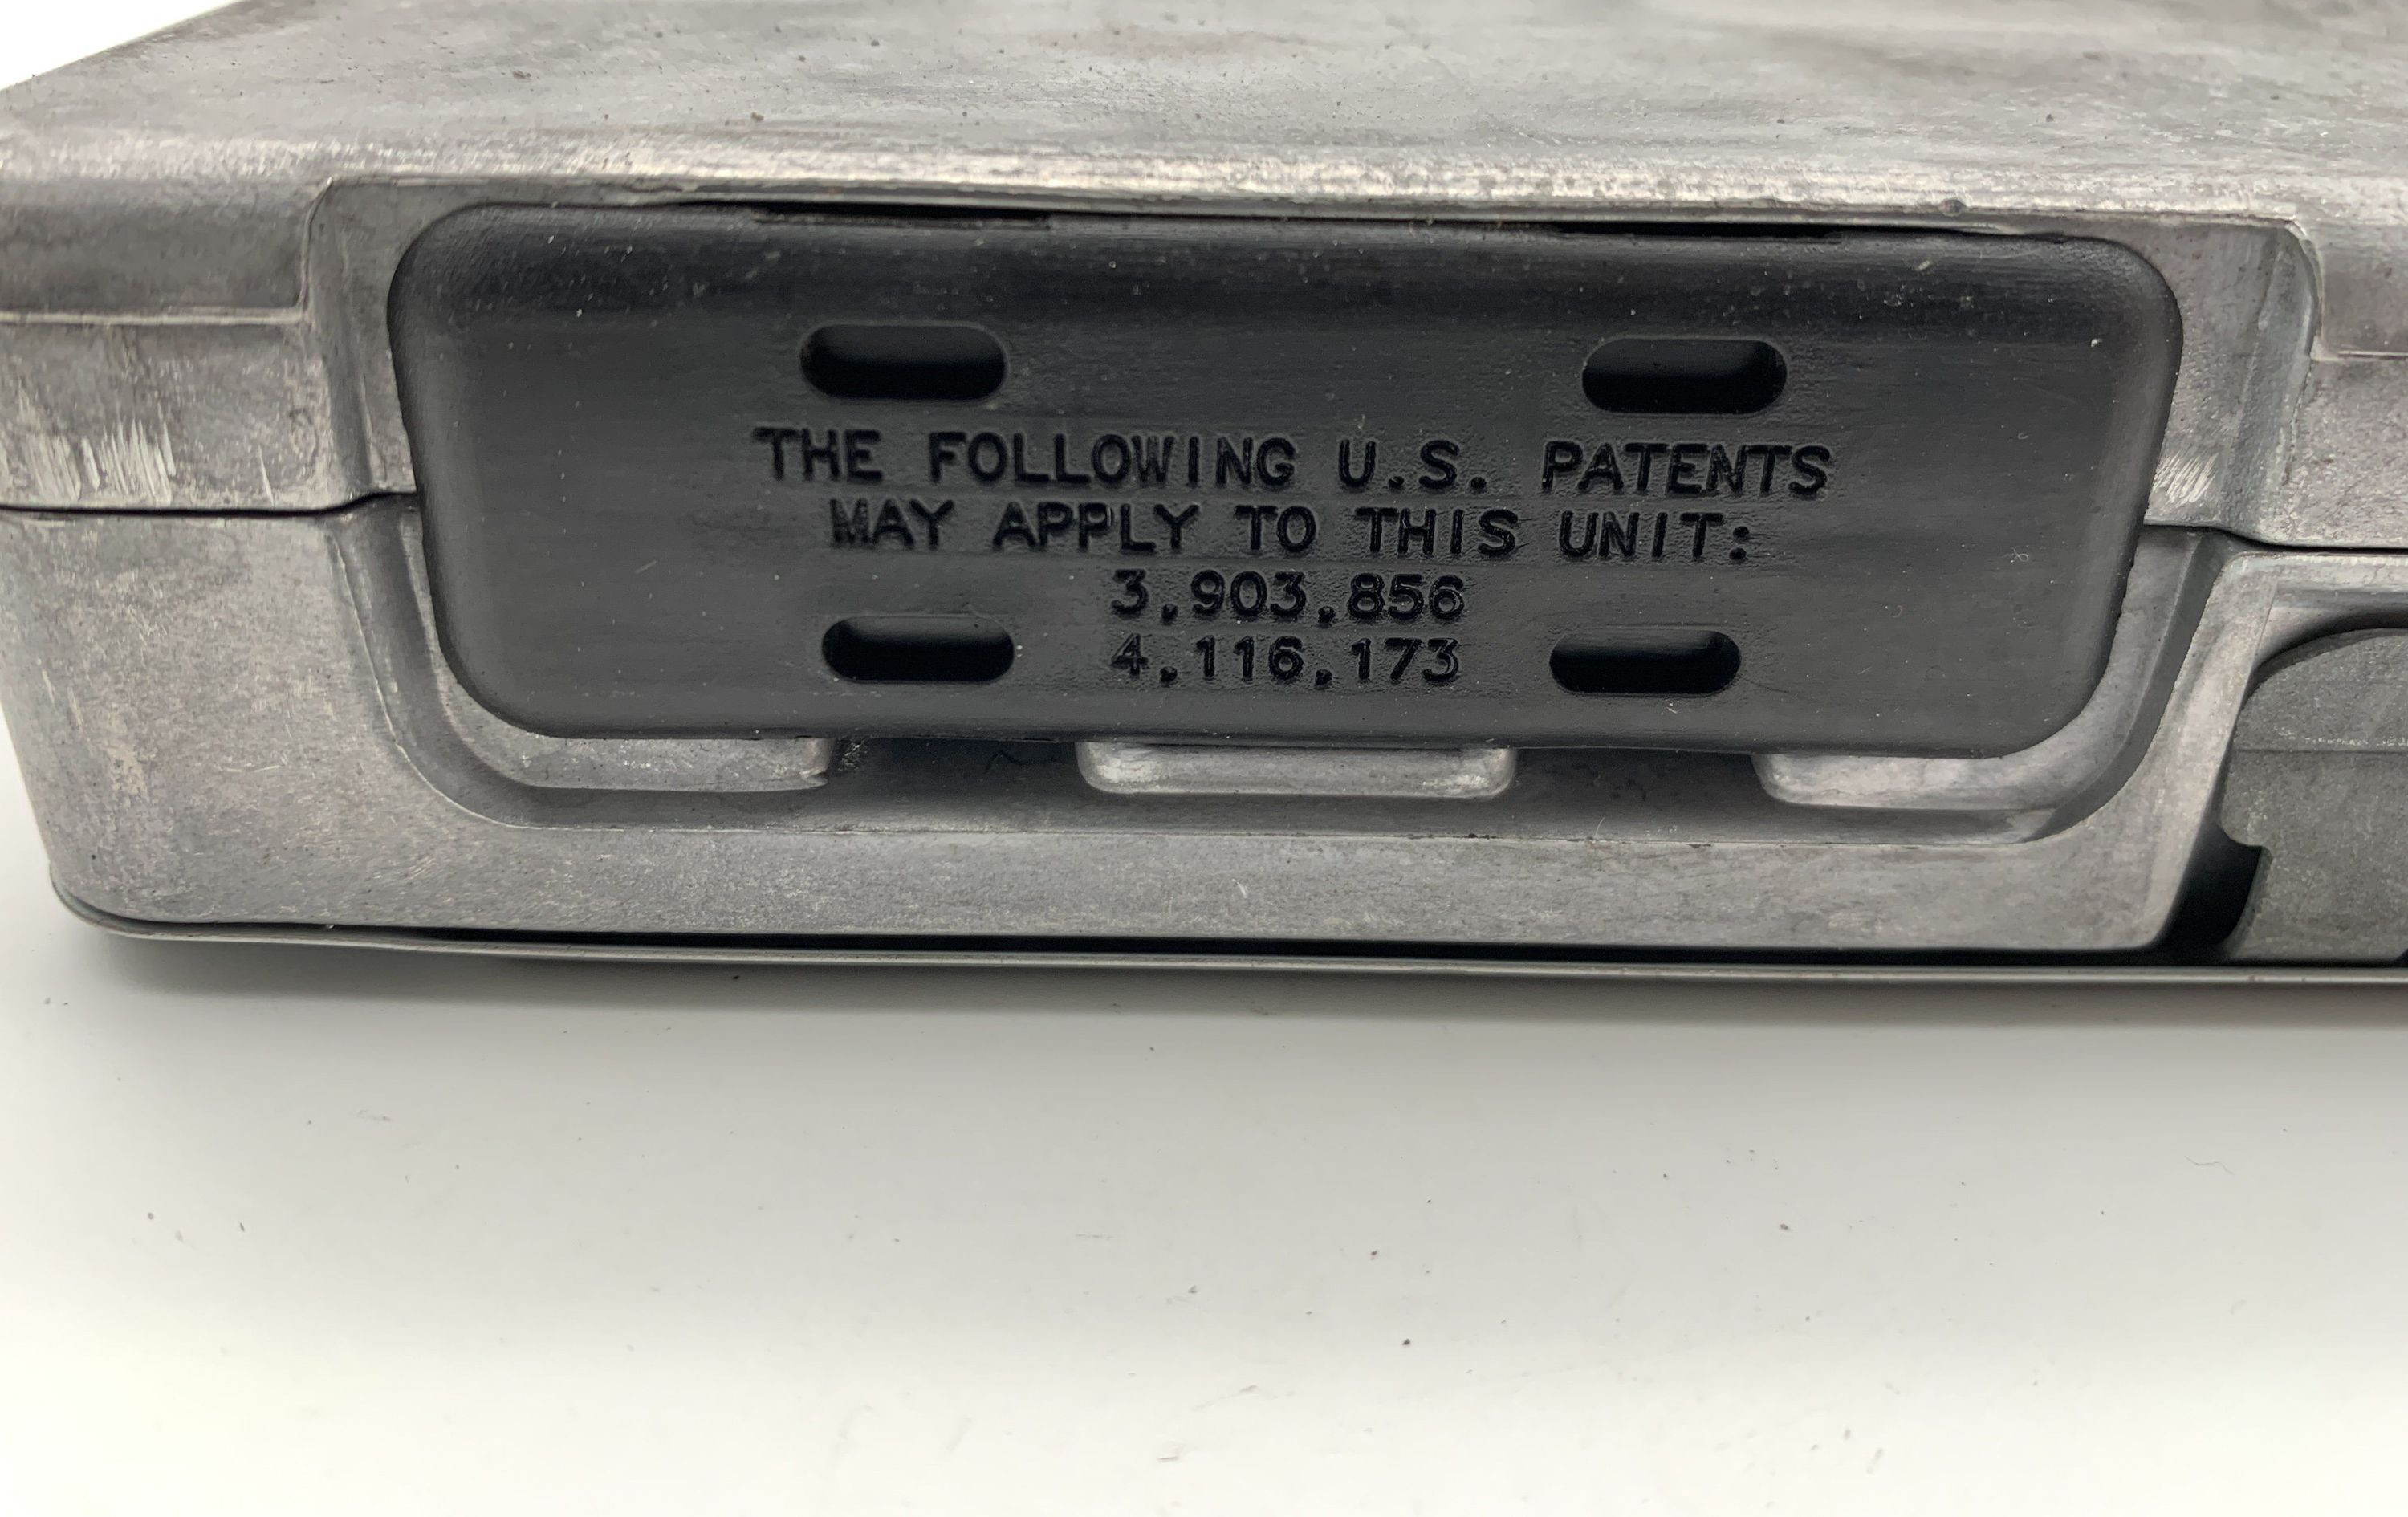 THE FOLLOWING U.S. PATENTS
MAY APPLY TO THIS UNIT:
3,903,856
4,116,173